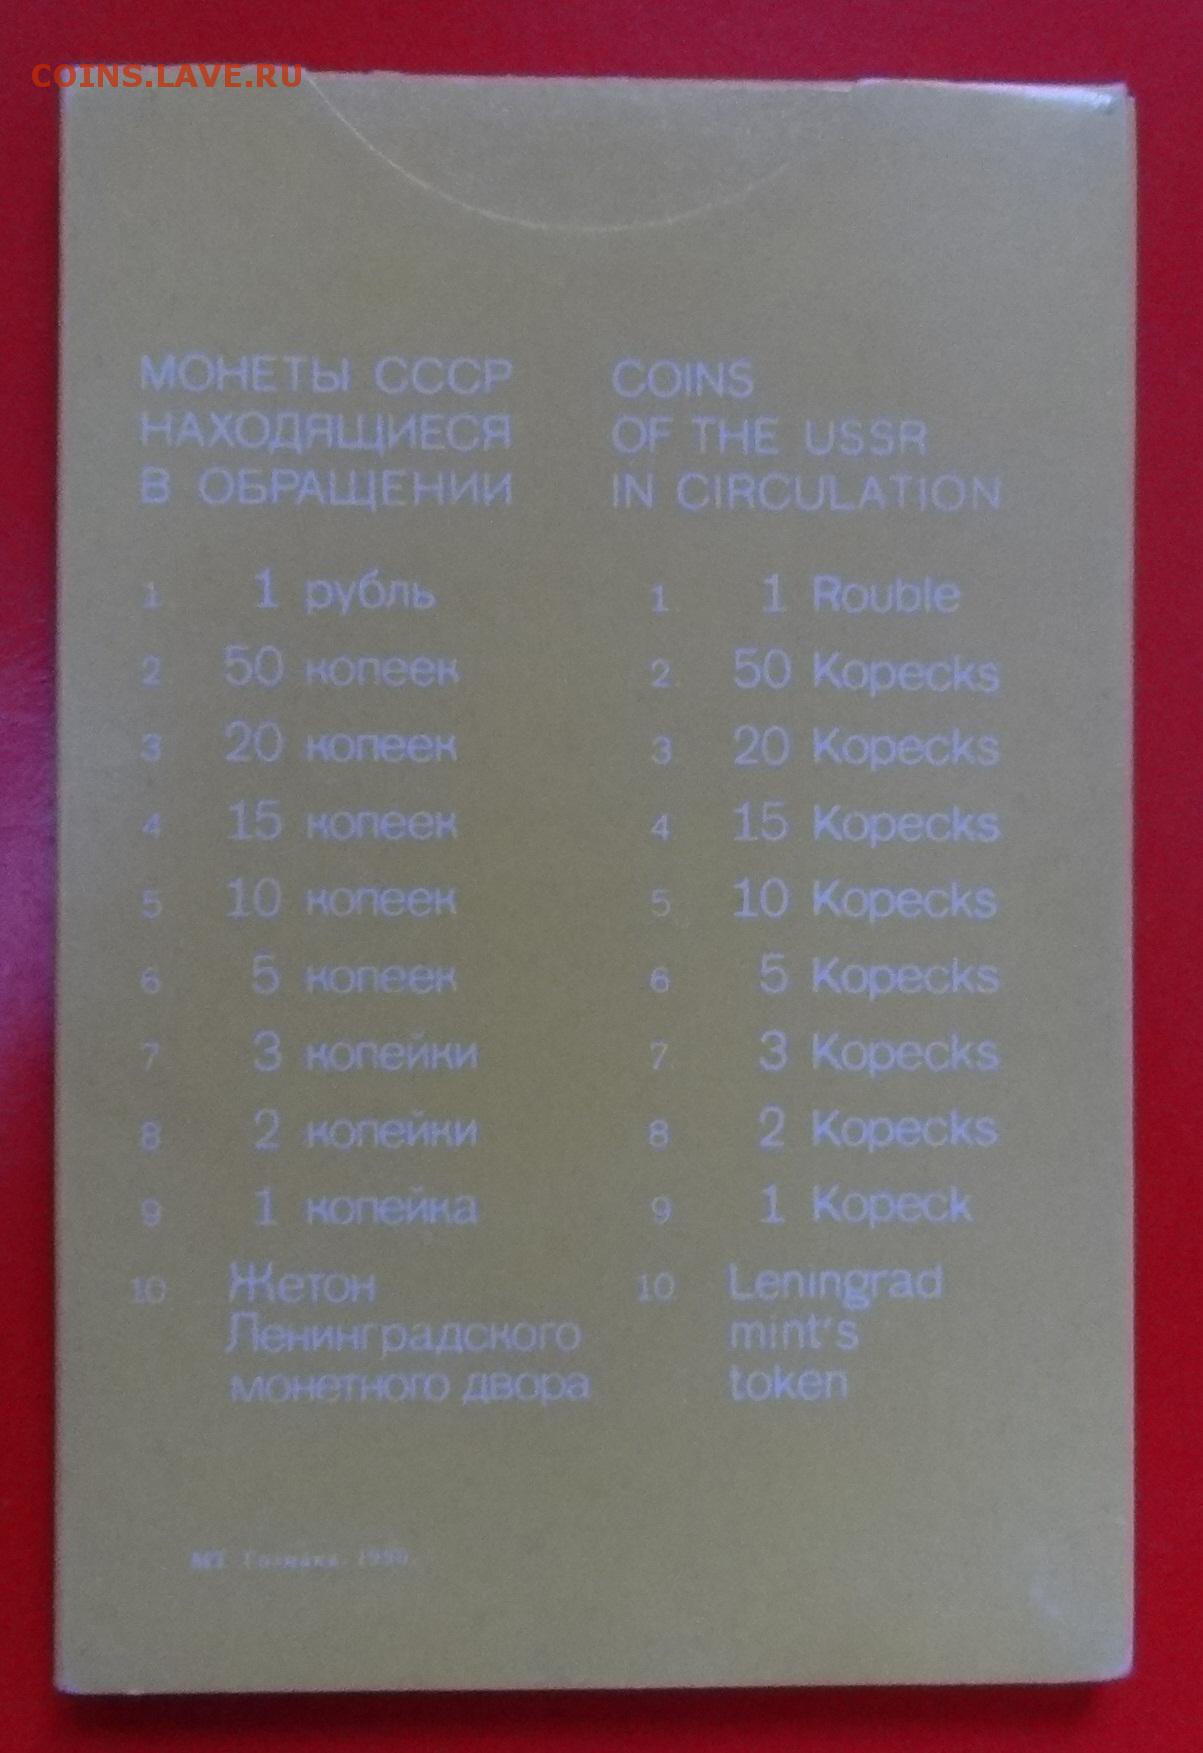 COINS.LAVE.RU
МОНЕТЫ СССР
НАХОДЯЩИЕСЯ
В ОБРАЩЕНИИ
1 1 рубль
2 50 копеек
3 20 копеек
4 15 копеек
5 10 копеек
6 5 копеек
7 3 копейки
8 2 копейки
9 1 копейка
10 Жетон
Ленинградского
монетного двора
COINS
OF THE USSR
IN CIRCULATION
1 1 Rouble
2 50 Kopecks
3 20 Kopecks
4 15 Kopecks
5 10 Kopecks
6 5 Kopecks
7 3 Kopecks
8 2 Kopecks
9 1 Kopeck
10 Leningrad
mint's
token
Гознака.